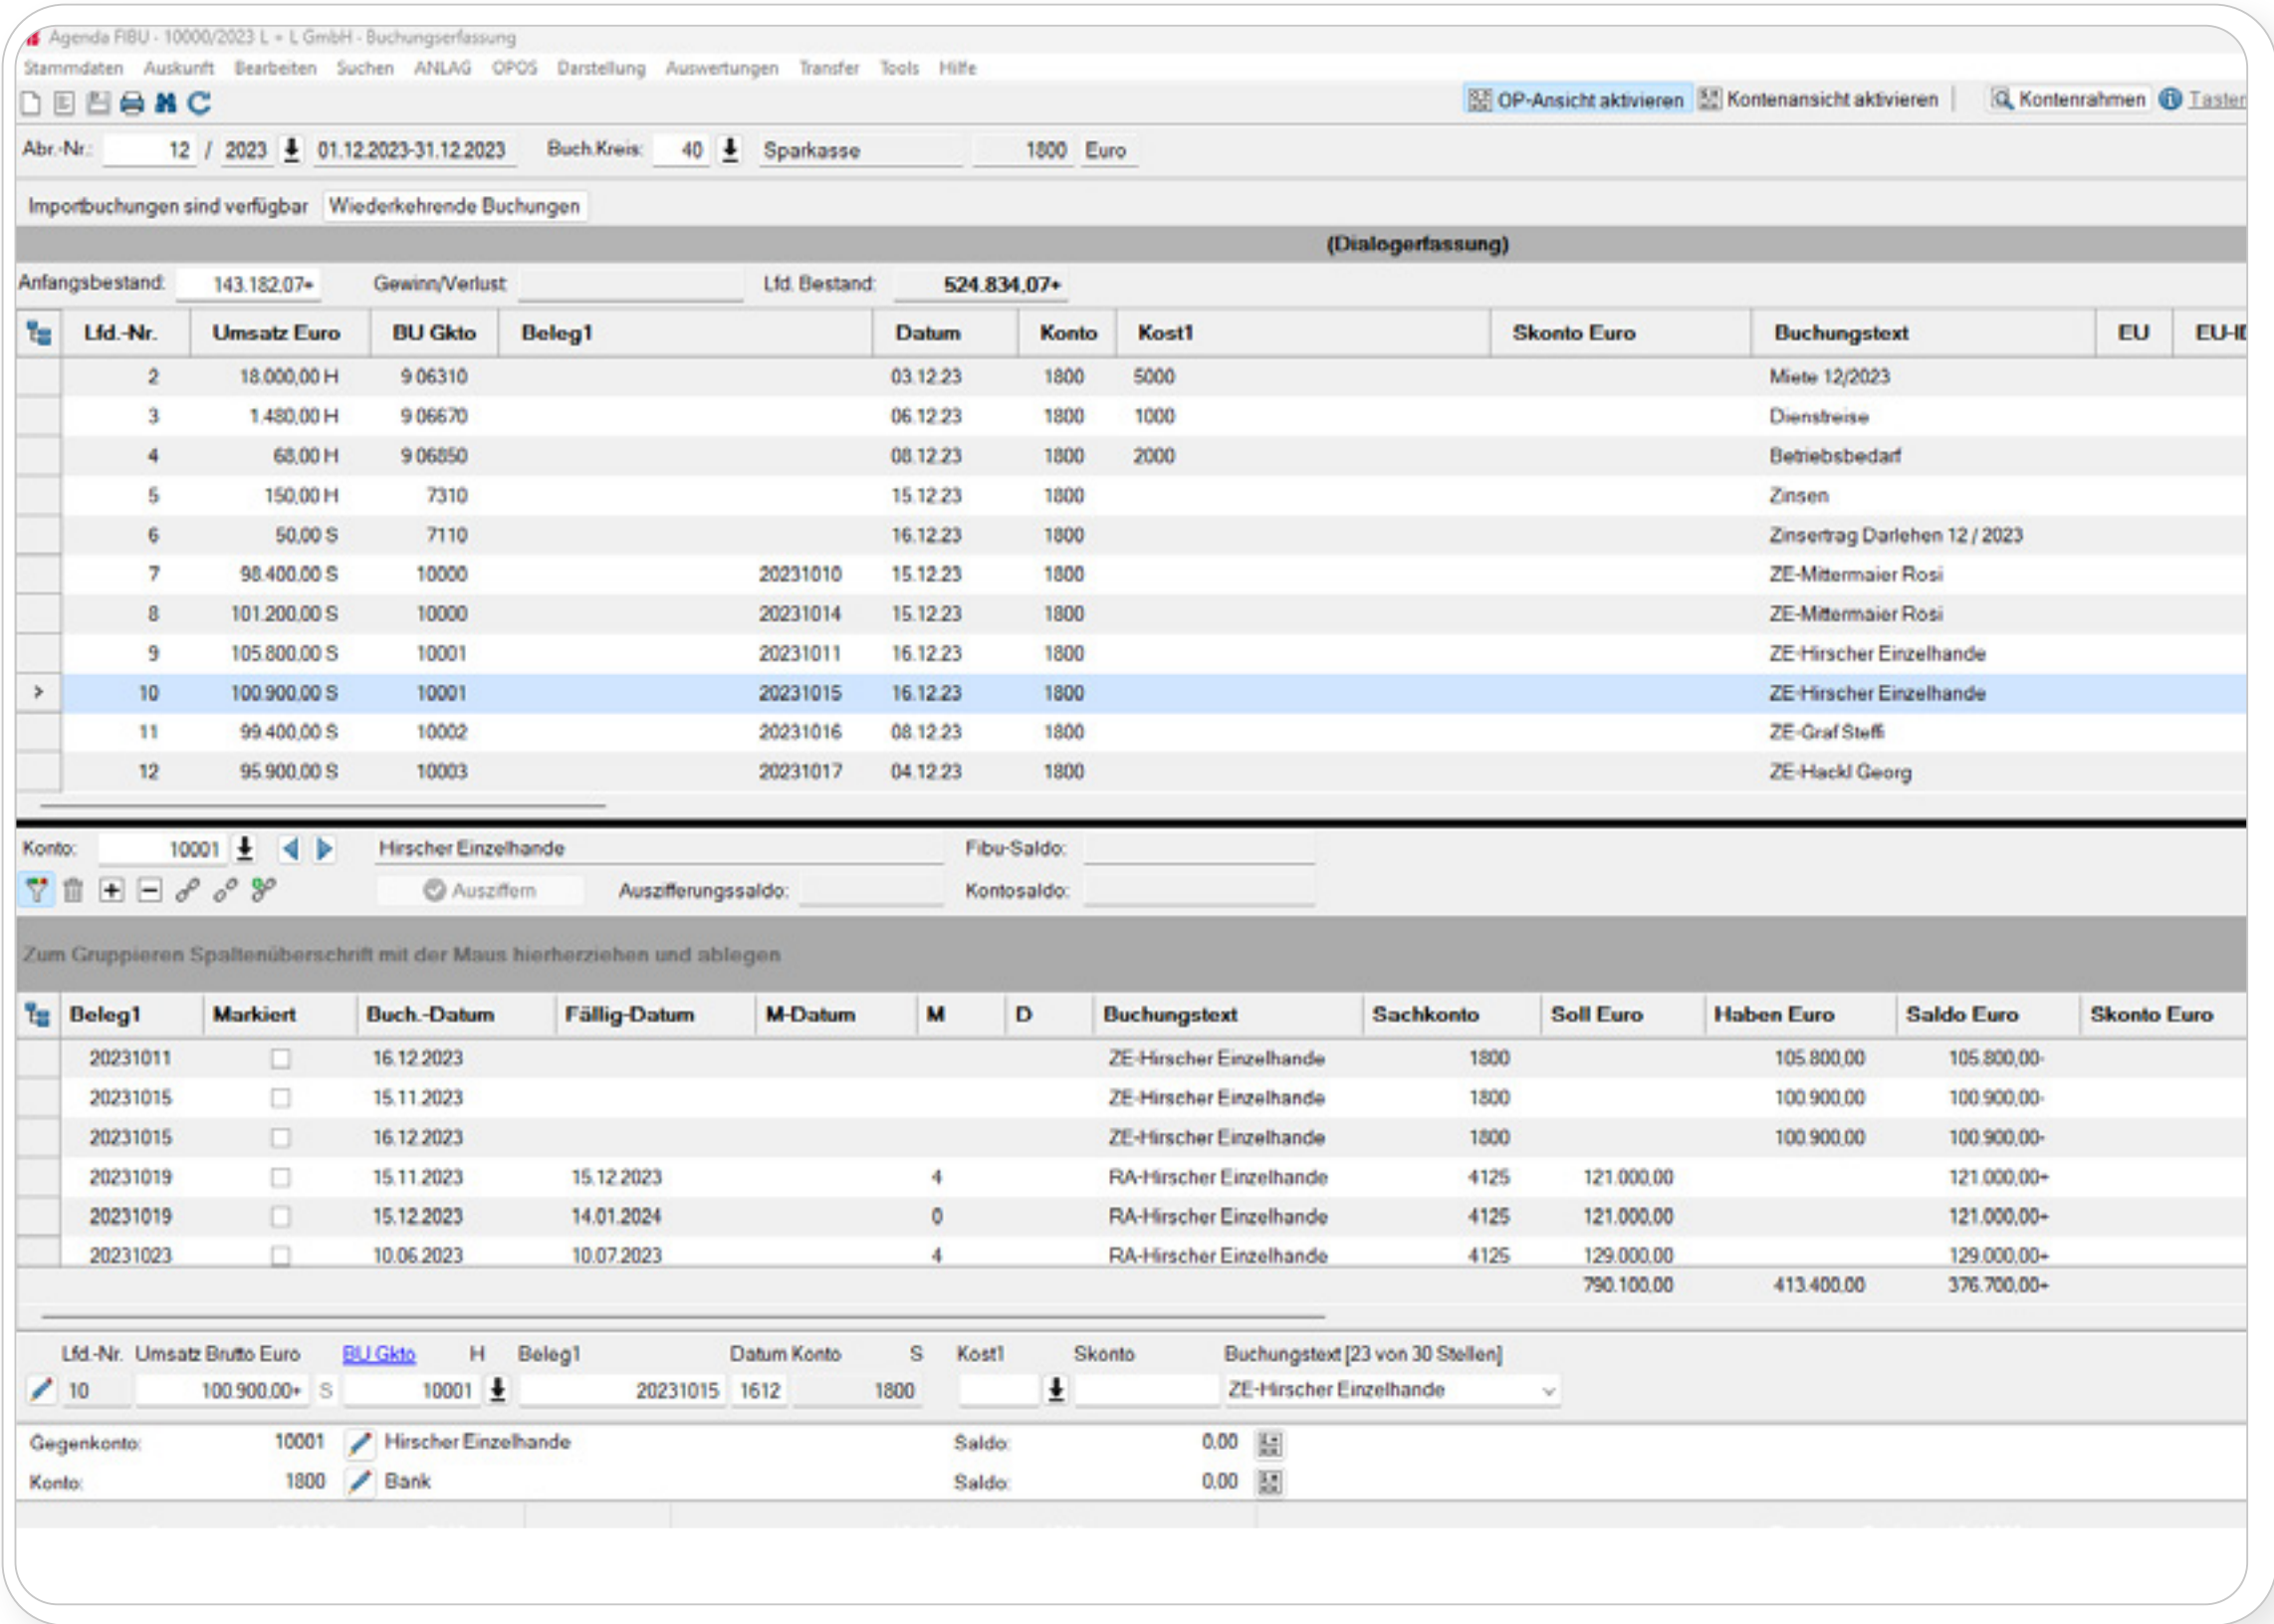 Agenda FIBU - 10000/2023 L + L GmbH - Buchungserfassung
Stammdaten Auskunft Bearbeiten Suchen ANLAG OPOS Darstellung Auswertungen Transfer Tools Hilfe
OP-Ansicht aktivieren Kontenansicht aktivieren Kontenrahmen Taster
Abr.-Nr.: 12 / 2023 01.12.2023-31.12.2023 Buch.Kreis: 40 Sparkasse 1800 Euro
Importbuchungen sind verfügbar Wiederkehrende Buchungen
(Dialogerfassung)
Anfangsbestand: 143.182,07+ Gewinn/Verlust: Lfd. Bestand: 524.834,07+
Lfd.-Nr. Umsatz Euro BU Gkto Beleg1 Datum Konto Kost1 Skonto Euro Buchungstext EU EU-ID
2 18.000,00 H 9 06310 03.12.23 1800 5000 Miete 12/2023
3 1.480,00 H 9 06670 06.12.23 1800 1000 Dienstreise
4 68,00 H 9 06850 08.12.23 1800 2000 Betriebsbedarf
5 150,00 H 7310 15.12.23 1800 Zinsen
6 50,00 S 7110 16.12.23 1800 Zinsertrag Darlehen 12 / 2023
7 98.400,00 S 10000 20231010 15.12.23 1800 ZE-Mittermaier Rosi
8 101.200,00 S 10000 20231014 15.12.23 1800 ZE-Mittermaier Rosi
9 105.800,00 S 10001 20231011 16.12.23 1800 ZE-Hirscher Einzelhande
> 10 100.900,00 S 10001 20231015 16.12.23 1800 ZE-Hirscher Einzelhande
11 99.400,00 S 10002 20231016 08.12.23 1800 ZE-Graf Steffi
12 95.900,00 S 10003 20231017 04.12.23 1800 ZE-Hackl Georg
Konto: 10001 Hirscher Einzelhande Fibu-Saldo:
Ausziffern Auszifferungssaldo: Kontosaldo:
Zum Gruppieren Spaltenüberschrift mit der Maus hierherziehen und ablegen
Beleg1 Markiert Buch.-Datum Fällig-Datum M-Datum M D Buchungstext Sachkonto Soll Euro Haben Euro Saldo Euro Skonto Euro
20231011 16.12.2023 ZE-Hirscher Einzelhande 1800 105.800,00 105.800,00-
20231015 15.11.2023 ZE-Hirscher Einzelhande 1800 100.900,00 100.900,00-
20231015 16.12.2023 ZE-Hirscher Einzelhande 1800 100.900,00 100.900,00-
20231019 15.11.2023 15.12.2023 4 RA-Hirscher Einzelhande 4125 121.000,00 121.000,00+
20231019 15.12.2023 14.01.2024 0 RA-Hirscher Einzelhande 4125 121.000,00 121.000,00+
20231023 10.06.2023 10.07.2023 4 RA-Hirscher Einzelhande 4125 129.000,00 129.000,00+
790.100,00 413.400,00 376.700,00+
Lfd.-Nr. Umsatz Brutto Euro BU Gkto H Beleg1 Datum Konto S Kost1 Skonto Buchungstext [23 von 30 Stellen]
10 100.900,00+ S 10001 20231015 1612 1800 ZE-Hirscher Einzelhande
Gegenkonto: 10001 Hirscher Einzelhande Saldo: 0,00
Konto: 1800 Bank Saldo: 0,00